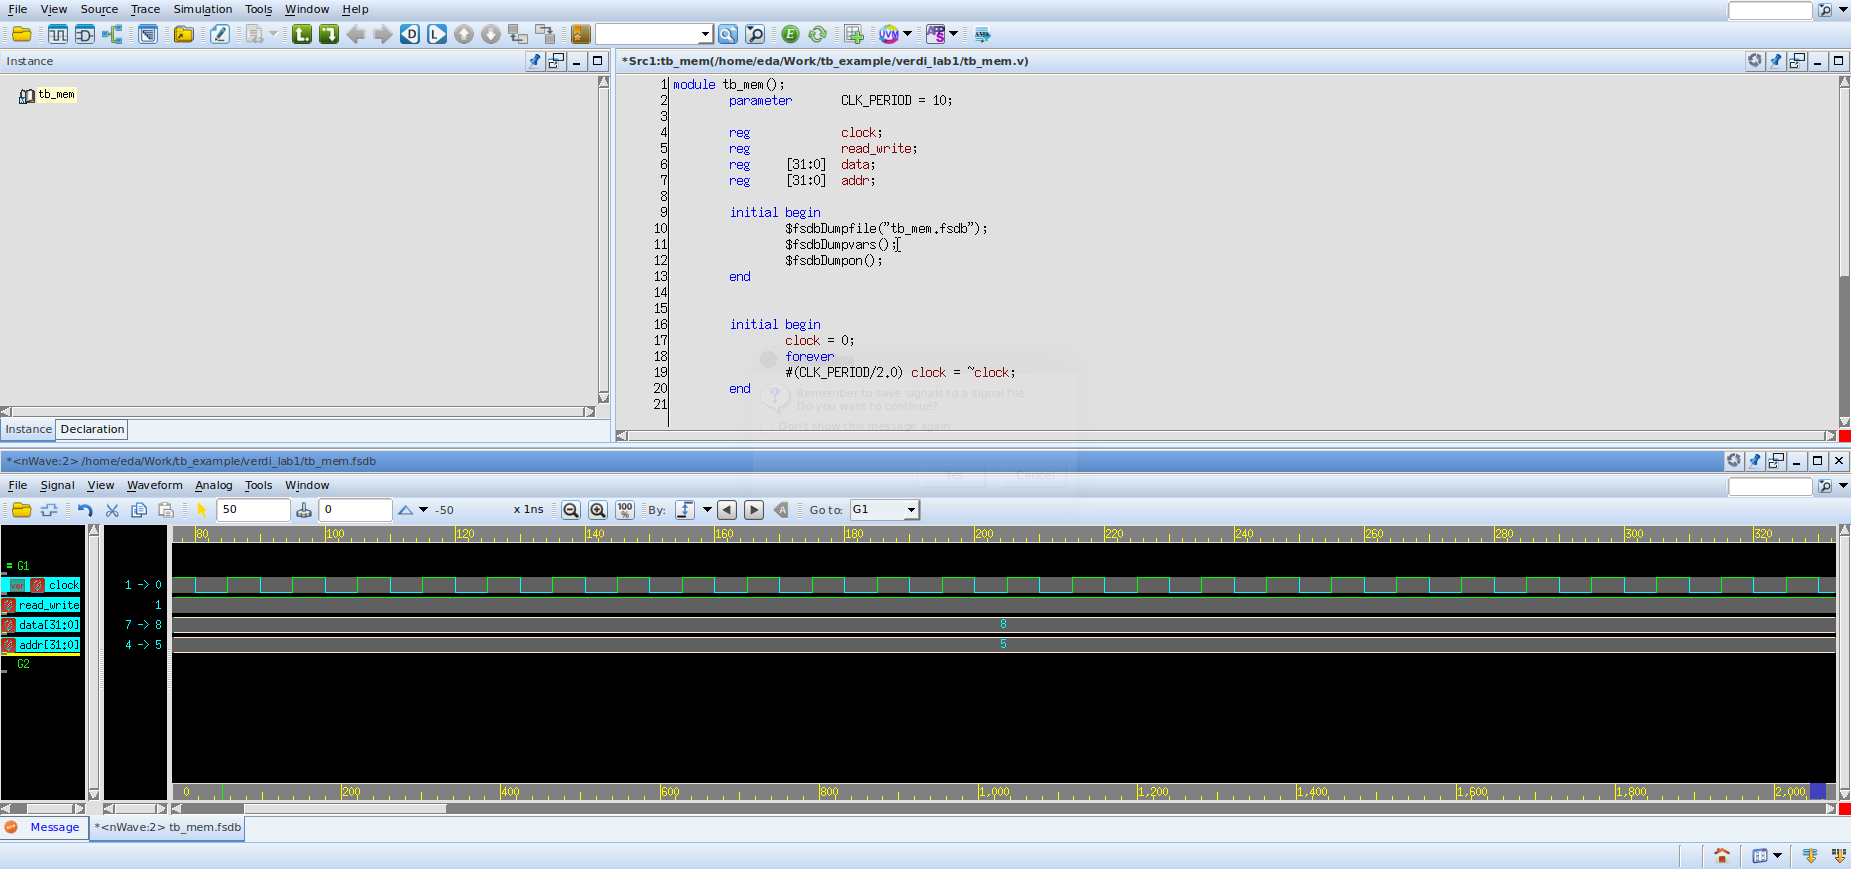 File View Source Trace Simulation Tools Window Help
Instance
*Src1:tb_mem(/home/eda/Work/tb_example/verdi_lab1/tb_mem.v)
tb_mem
1 module tb_mem();
2 parameter CLK_PERIOD = 10;
3
4 reg clock;
5 reg read_write;
6 reg [31:0] data;
7 reg [31:0] addr;
8
9 initial begin
10 $fsdbDumpfile("tb_mem.fsdb");
11 $fsdbDumpvars();
12 $fsdbDumpon();
13 end
14
15
16 initial begin
17 clock = 0;
18 forever
19 #(CLK_PERIOD/2.0) clock = ~clock;
20 end
21
Remember to save signals to a signal file.
Do you want to continue?
Don't show this message again
Yes Cancel
Instance Declaration
*<nWave:2> /home/eda/Work/tb_example/verdi_lab1/tb_mem.fsdb
File Signal View Waveform Analog Tools Window
50 0 -50 x 1ns 100 % By: Go to: G1
80 100 120 140 160 180 200 220 240 260 280 300 320
= G1
clock 1 -> 0
read_write 1
data[31:0] 7 -> 8 8
addr[31:0] 4 -> 5 5
G2
0 200 400 600 800 1,000 1,200 1,400 1,600 1,800 2,000
Message *<nWave:2> tb_mem.fsdb